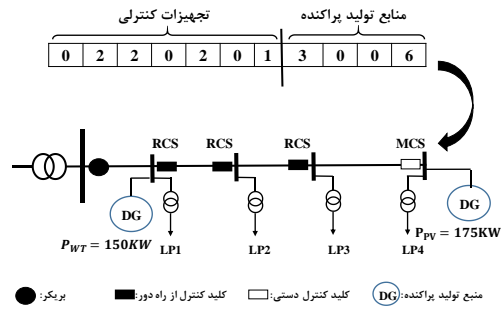 منابع تولید پراکنده تجهیزات کنترلی
0 2 2 0 2 0 1 3 0 0 6
RCS RCS RCS MCS
DG DG
P_WT = 150KW P_PV = 175KW
LP1 LP2 LP3 LP4
بریکر: کلید کنترل از راه دور: کلید کنترل دستی: DG منبع تولید پراکنده: